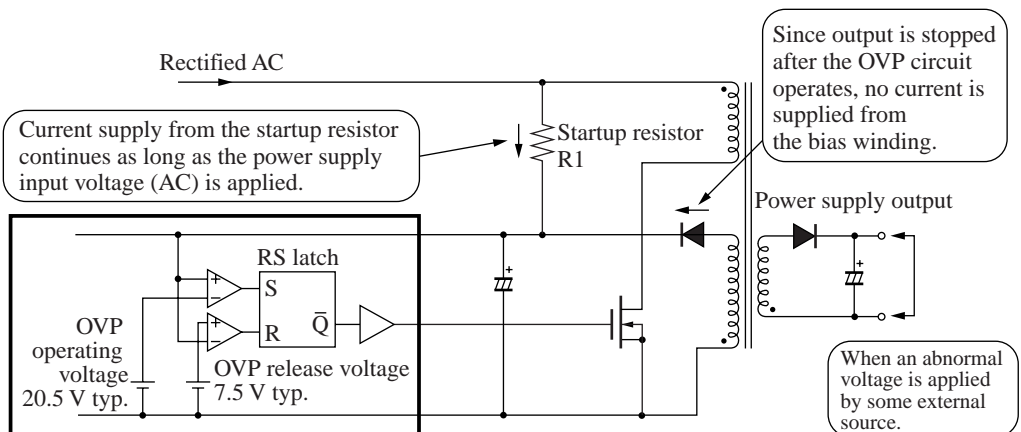 Rectified AC
Since output is stopped
after the OVP circuit
operates, no current is
supplied from
the bias winding.
Current supply from the startup resistor
continues as long as the power supply
input voltage (AC) is applied.
Startup resistor
R1
Power supply output
+
RS latch
+
−
S
+
−
R
Q̄
+
OVP
operating
voltage
20.5 V typ.
OVP release voltage
7.5 V typ.
+
When an abnormal
voltage is applied
by some external
source.